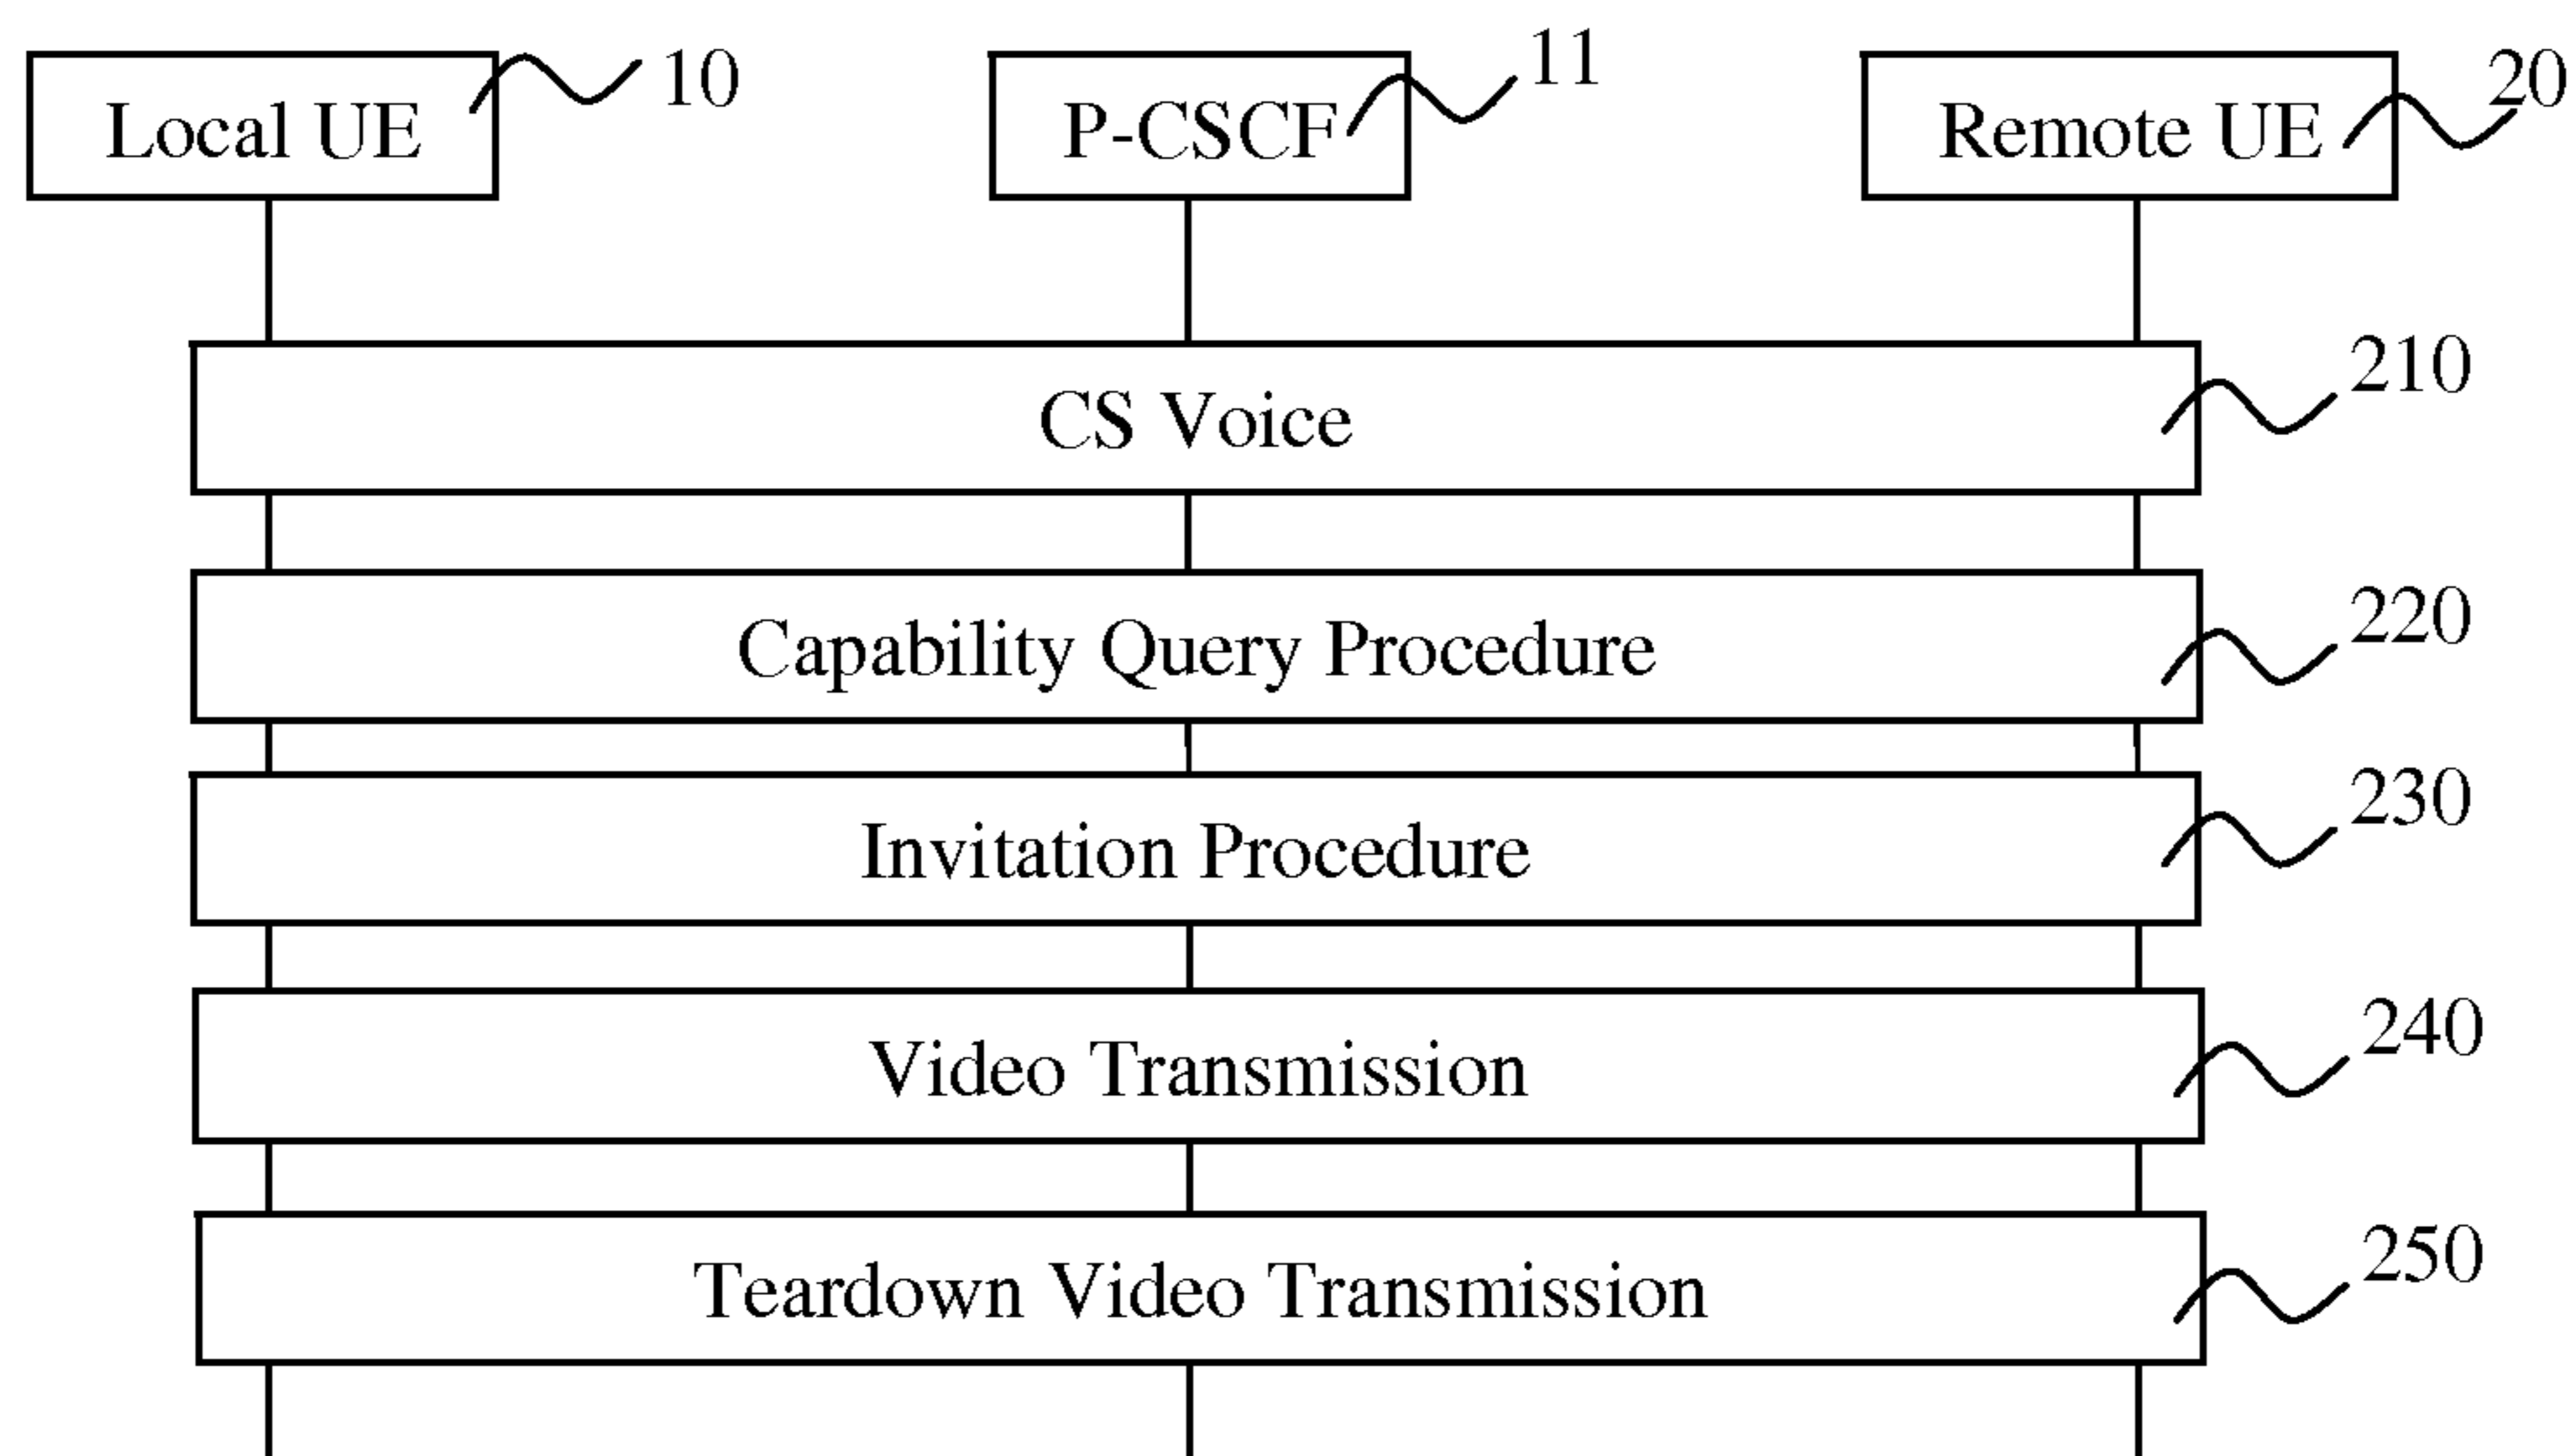 Local UE
10
P-CSCF
11
Remote UE
20
CS Voice
210
Capability Query Procedure
220
Invitation Procedure
230
Video Transmission
240
Teardown Video Transmission
250